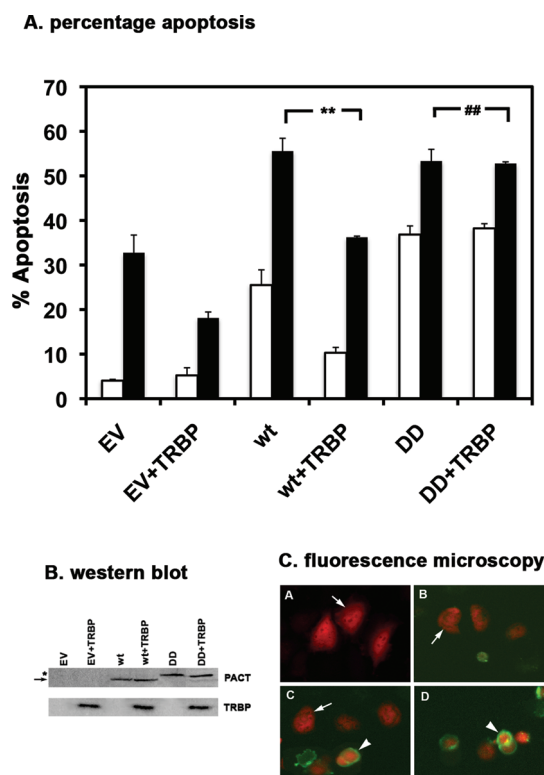 A. percentage apoptosis
70
60
50
40
30
20
10
0
% Apoptosis
**
##
EV
EV+TRBP
wt
wt+TRBP
DD
DD+TRBP
B. western blot
EV
EV+TRBP
wt
wt+TRBP
DD
DD+TRBP
*
PACT
TRBP
C. fluorescence microscopy
A
B
C
D